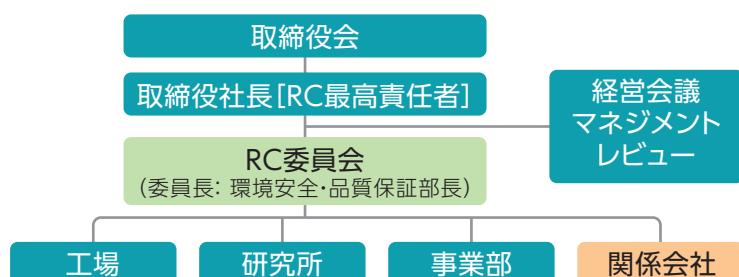 取締役会
取締役社長[RC最高責任者]
経営会議
マネジメント
レビュー
RC委員会
(委員長: 環境安全・品質保証部長)
工場
研究所
事業部
関係会社